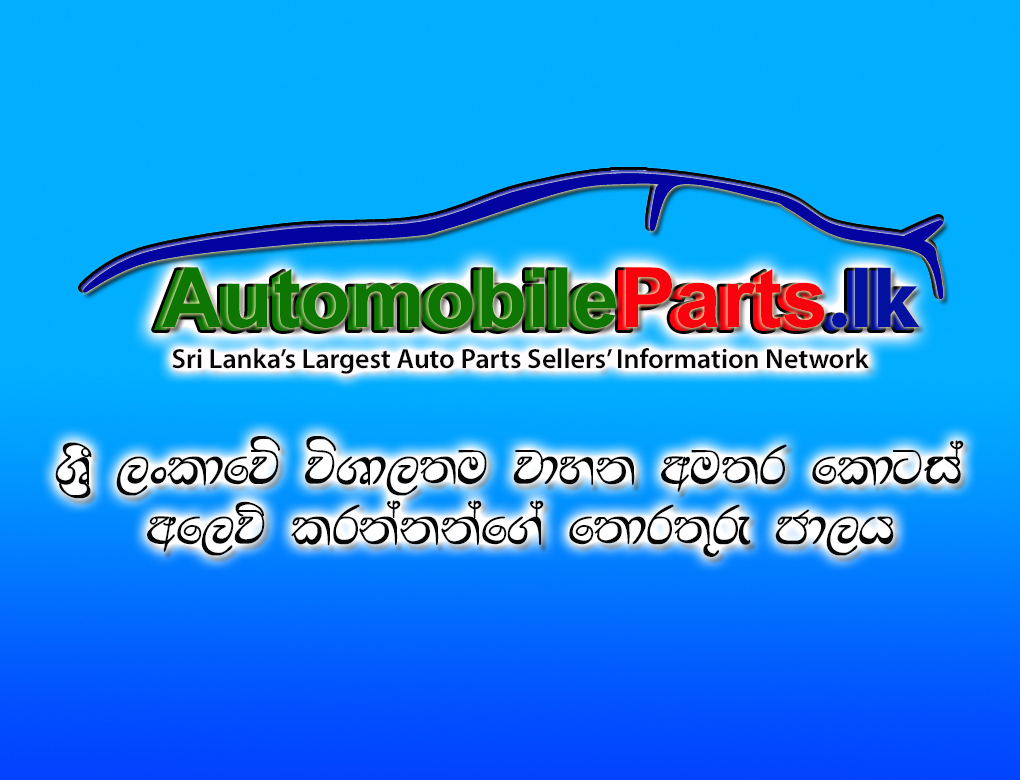 AutomobileParts.lk
Sri Lanka's Largest Auto Parts Sellers' Information Network
ශ්‍රී ලංකාවේ විශාලතම වාහන අමතර කොටස්
අලෙවි කරන්නන්ගේ තොරතුරු ජාලය